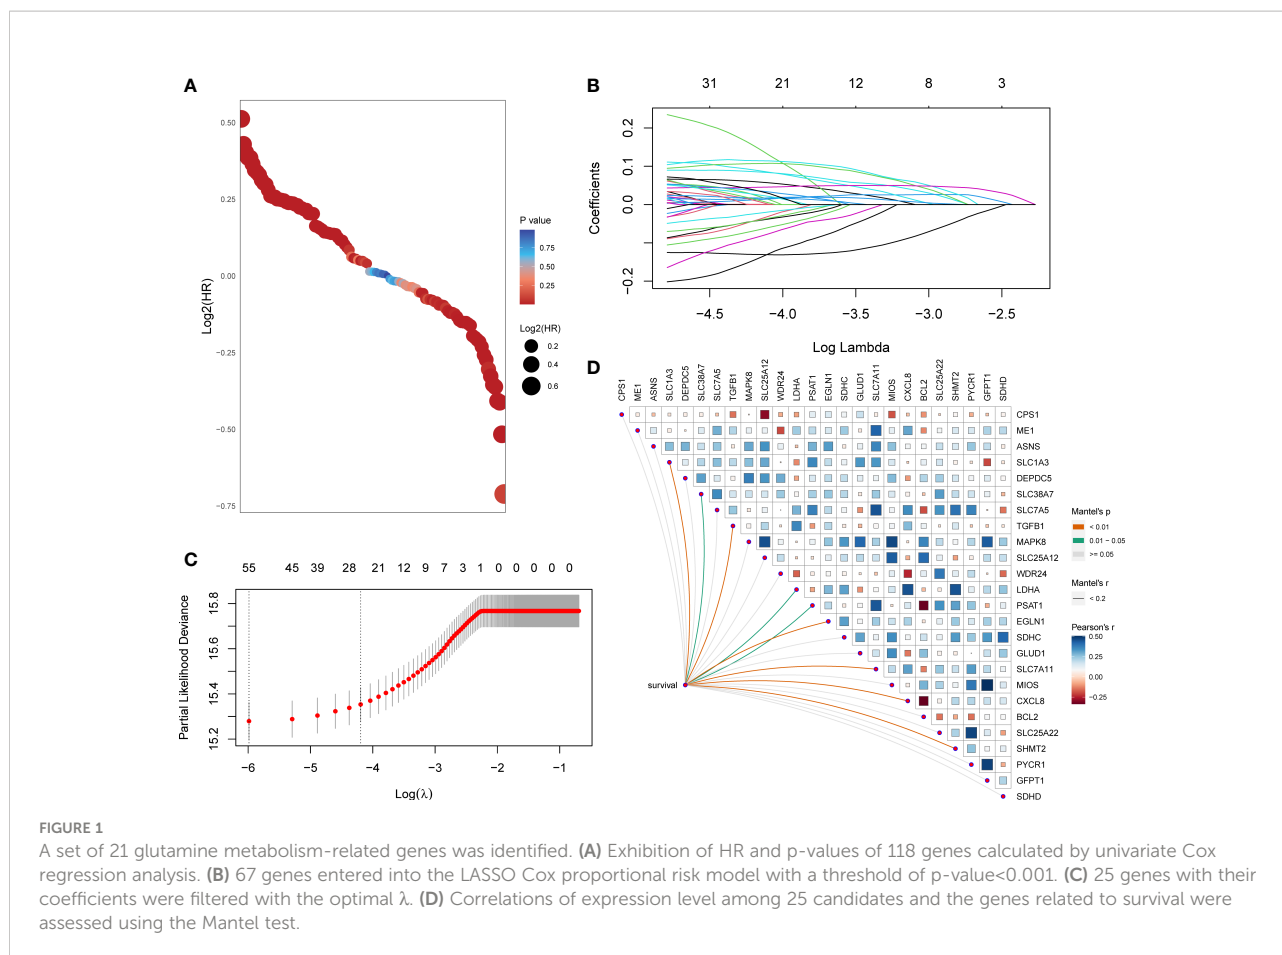 A
0.50
0.25
0.00
−0.25
−0.50
−0.75
Log2(HR)
P value
0.75
0.50
0.25
Log2(HR)
0.2
0.4
0.6
B
31 21 12 8 3
0.2
0.1
0.0
−0.2
Coefficients
−4.5 −4.0 −3.5 −3.0 −2.5
Log Lambda
C
55 45 39 28 21 12 9 7 3 1 0 0 0 0 0
15.8
15.6
15.4
15.2
Partial Likelihood Deviance
−6 −5 −4 −3 −2 −1
Log(λ)
D
CPS1 ME1 ASNS SLC1A3 DEPDC5 SLC38A7 SLC7A5 TGFB1 MAPK8 SLC25A12 WDR24 LDHA PSAT1 EGLN1 SDHC GLUD1 SLC7A11 MIOS CXCL8 BCL2 SLC25A22 SHMT2 PYCR1 GFPT1 SDHD
CPS1
ME1
ASNS
SLC1A3
DEPDC5
SLC38A7
SLC7A5
TGFB1
MAPK8
SLC25A12
WDR24
LDHA
PSAT1
EGLN1
SDHC
GLUD1
SLC7A11
MIOS
CXCL8
BCL2
SLC25A22
SHMT2
PYCR1
GFPT1
SDHD
survival
Mantel's p
< 0.01
0.01 − 0.05
>= 0.05
Mantel's r
< 0.2
Pearson's r
0.50
0.25
0.00
−0.25
FIGURE 1
A set of 21 glutamine metabolism-related genes was identified. (A) Exhibition of HR and p-values of 118 genes calculated by univariate Cox
regression analysis. (B) 67 genes entered into the LASSO Cox proportional risk model with a threshold of p-value<0.001. (C) 25 genes with their
coefficients were filtered with the optimal λ. (D) Correlations of expression level among 25 candidates and the genes related to survival were
assessed using the Mantel test.